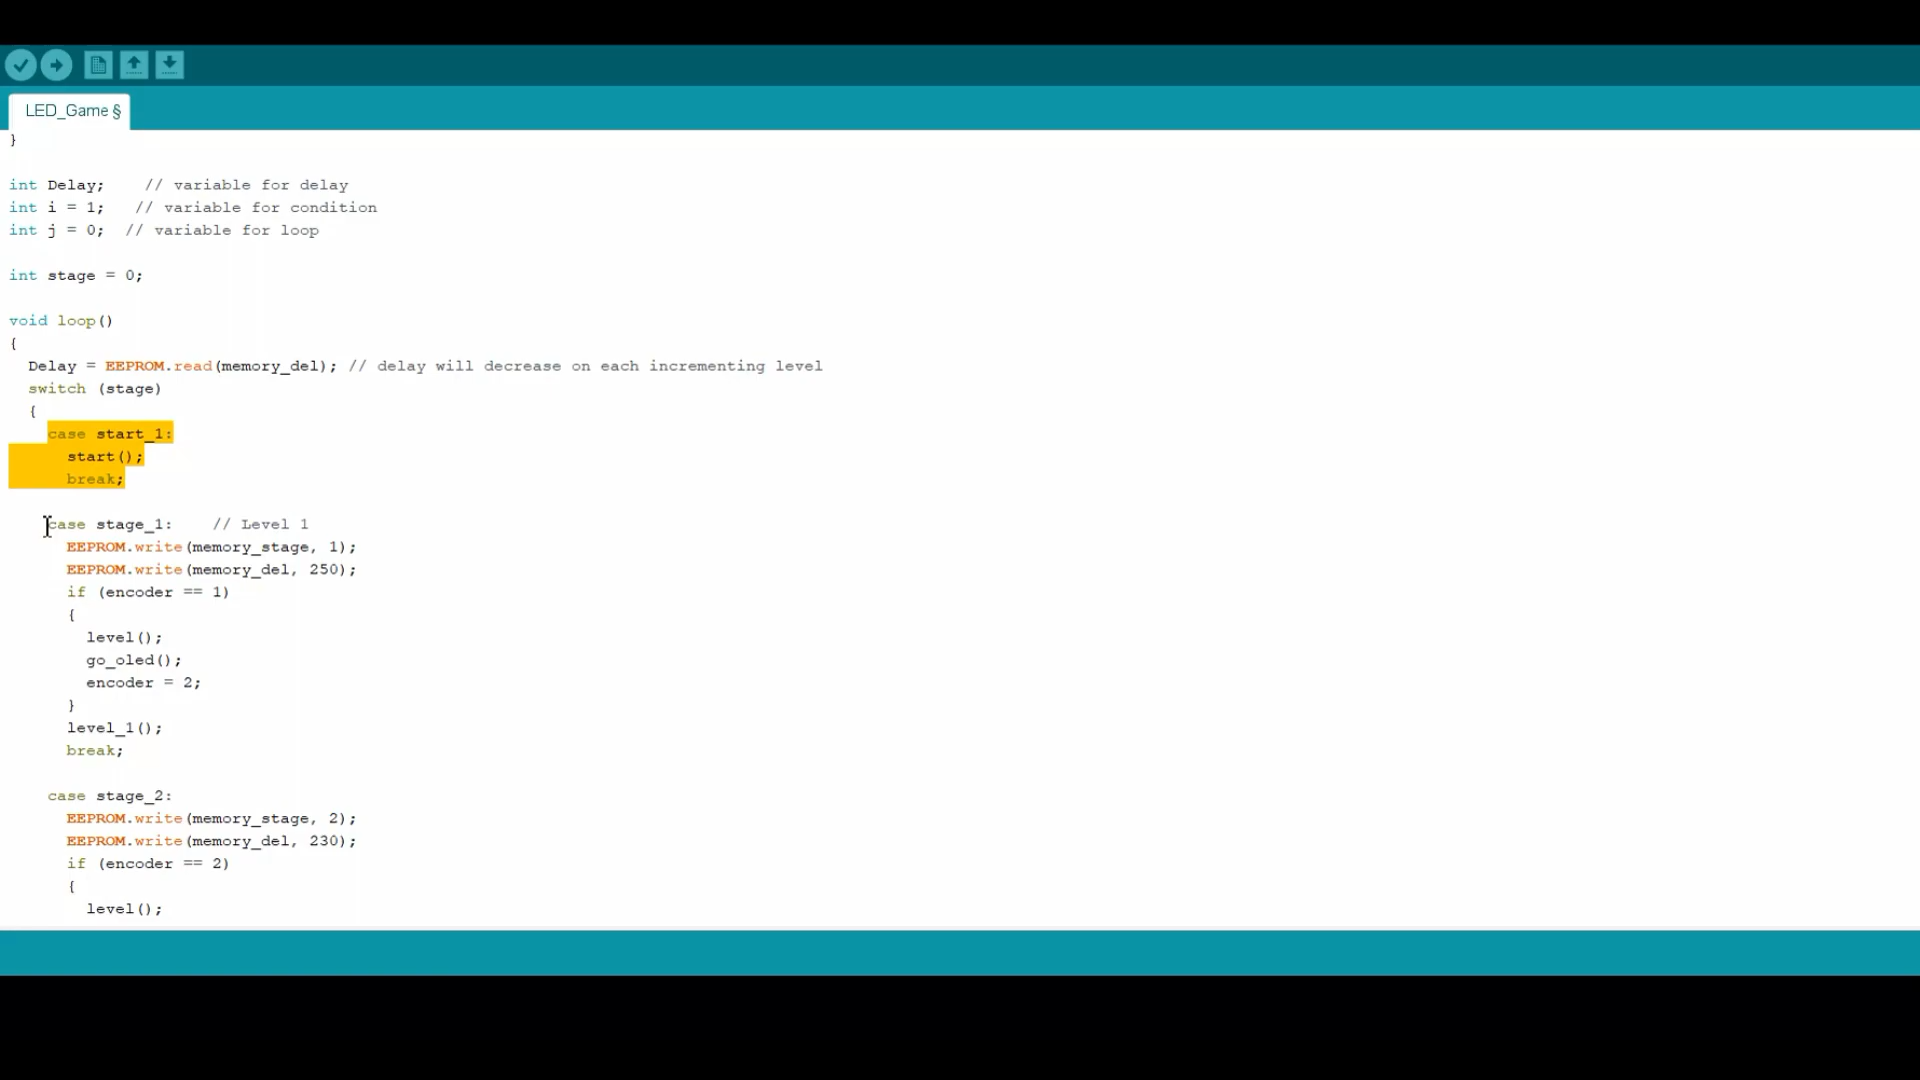 LED_Game §
}
int Delay;    // variable for delay
int i = 1;   // variable for condition
int j = 0;  // variable for loop
int stage = 0;
void loop()
{
  Delay = EEPROM.read(memory_del); // delay will decrease on each incrementing level
  switch (stage)
  {
    case start_1:
      start();
      break;
    case stage_1:    // Level 1
      EEPROM.write(memory_stage, 1);
      EEPROM.write(memory_del, 250);
      if (encoder == 1)
      {
        level();
        go_oled();
        encoder = 2;
      }
      level_1();
      break;
    case stage_2:
      EEPROM.write(memory_stage, 2);
      EEPROM.write(memory_del, 230);
      if (encoder == 2)
      {
        level();